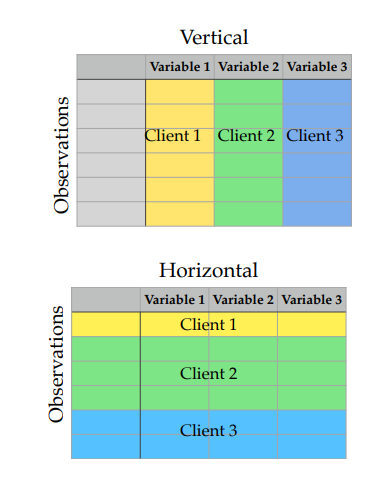 Vertical
Variable 1 Variable 2 Variable 3
Observations
Client 1 Client 2 Client 3
Horizontal
Variable 1 Variable 2 Variable 3
Observations
Client 1
Client 2
Client 3